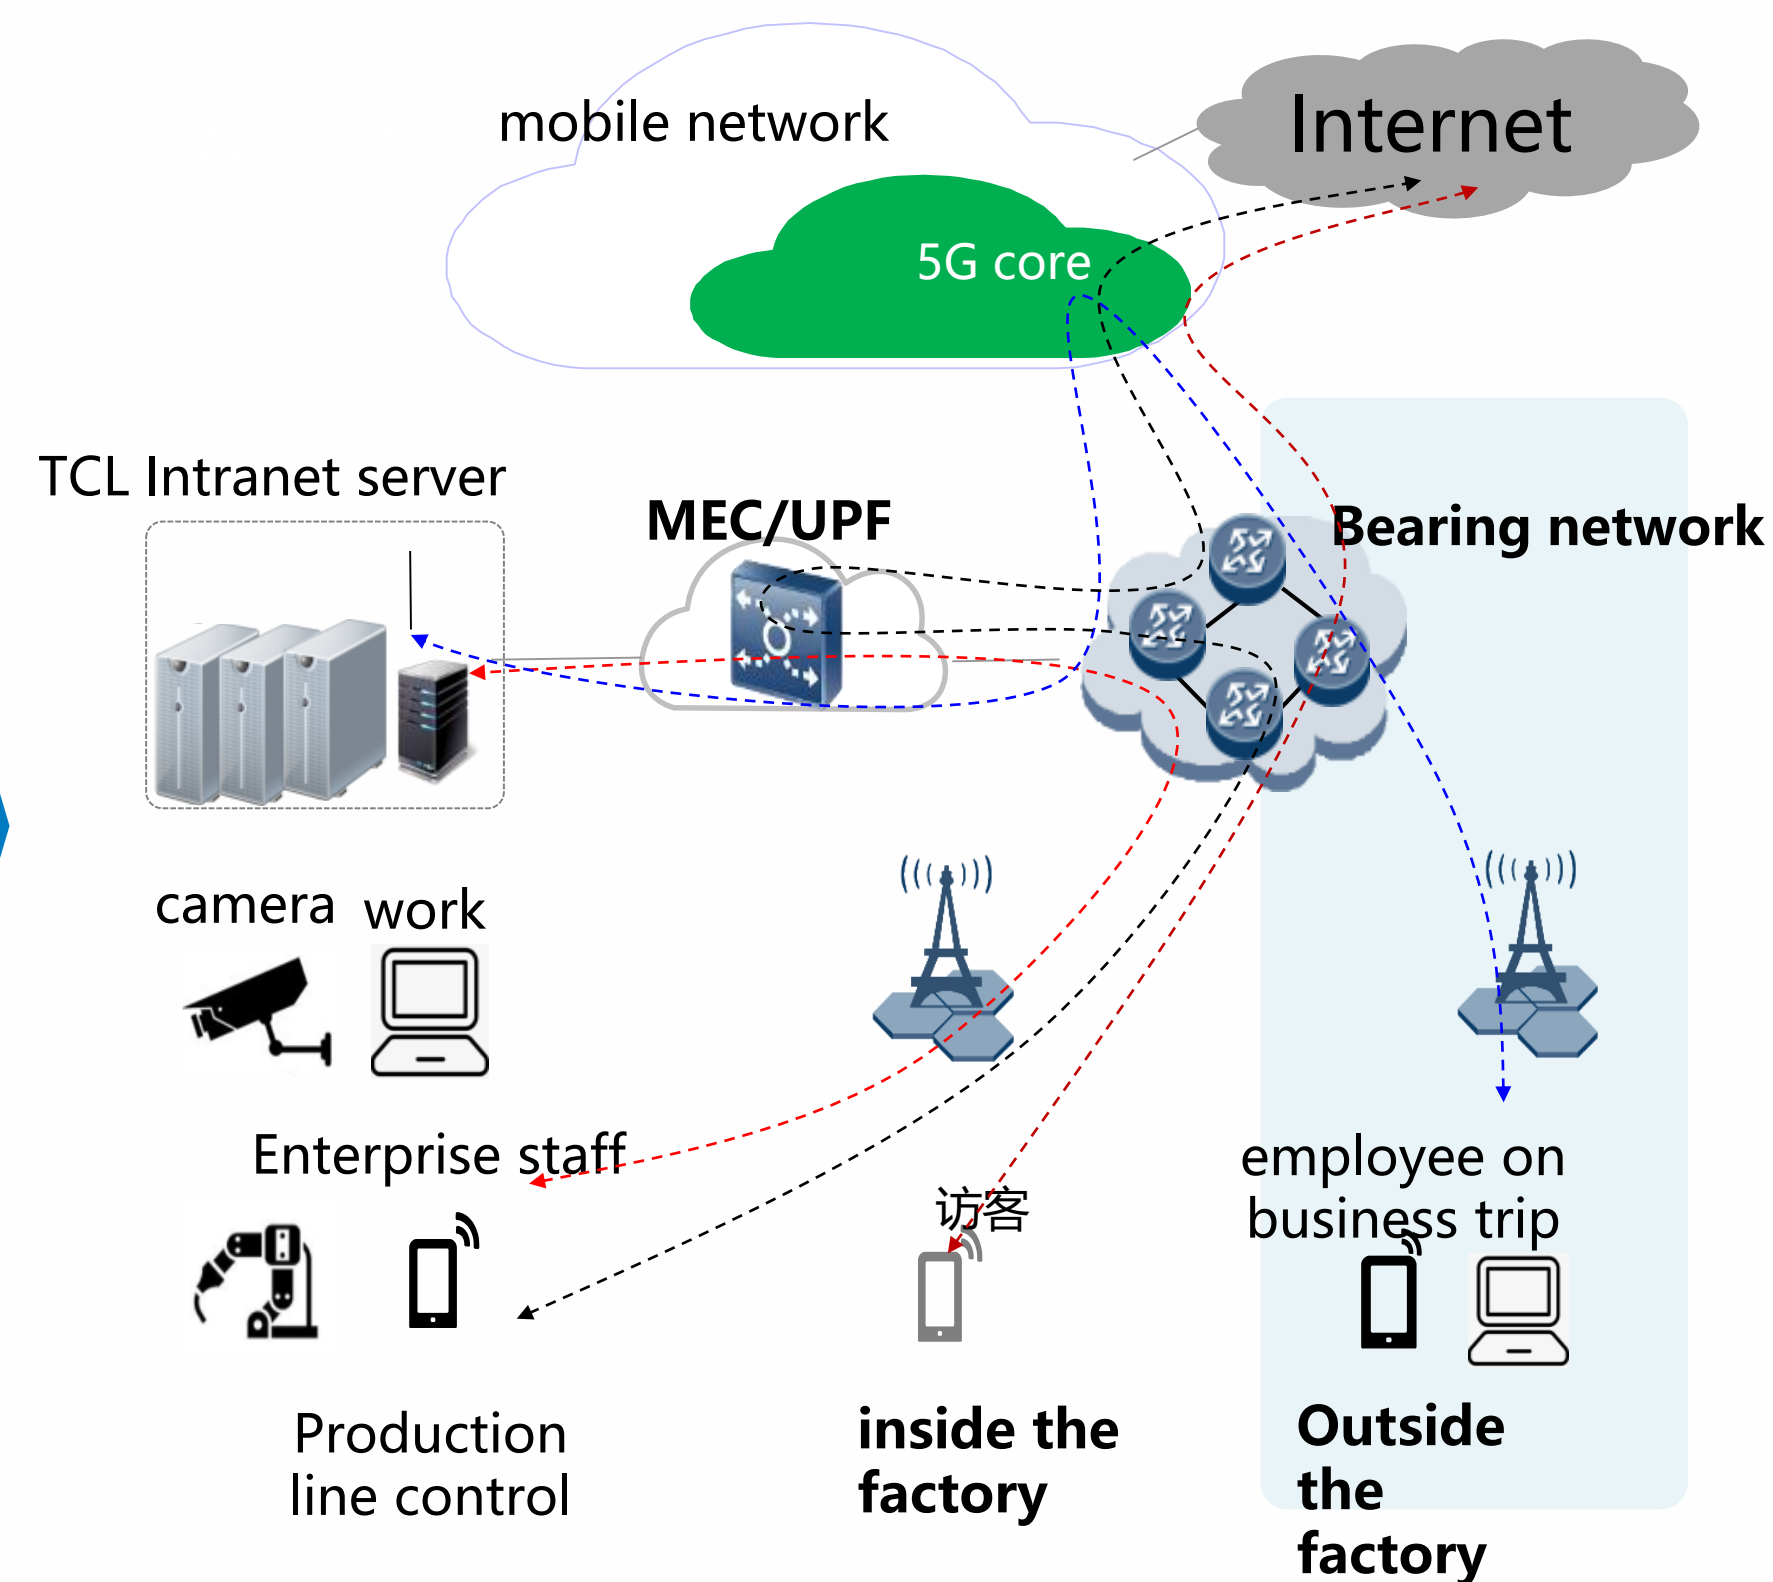 mobile network
Internet
5G core
TCL Intranet server
MEC/UPF
Bearing network
camera
work
Enterprise staff
访客
employee on
business trip
Production
line control
inside the
factory
Outside
the
factory